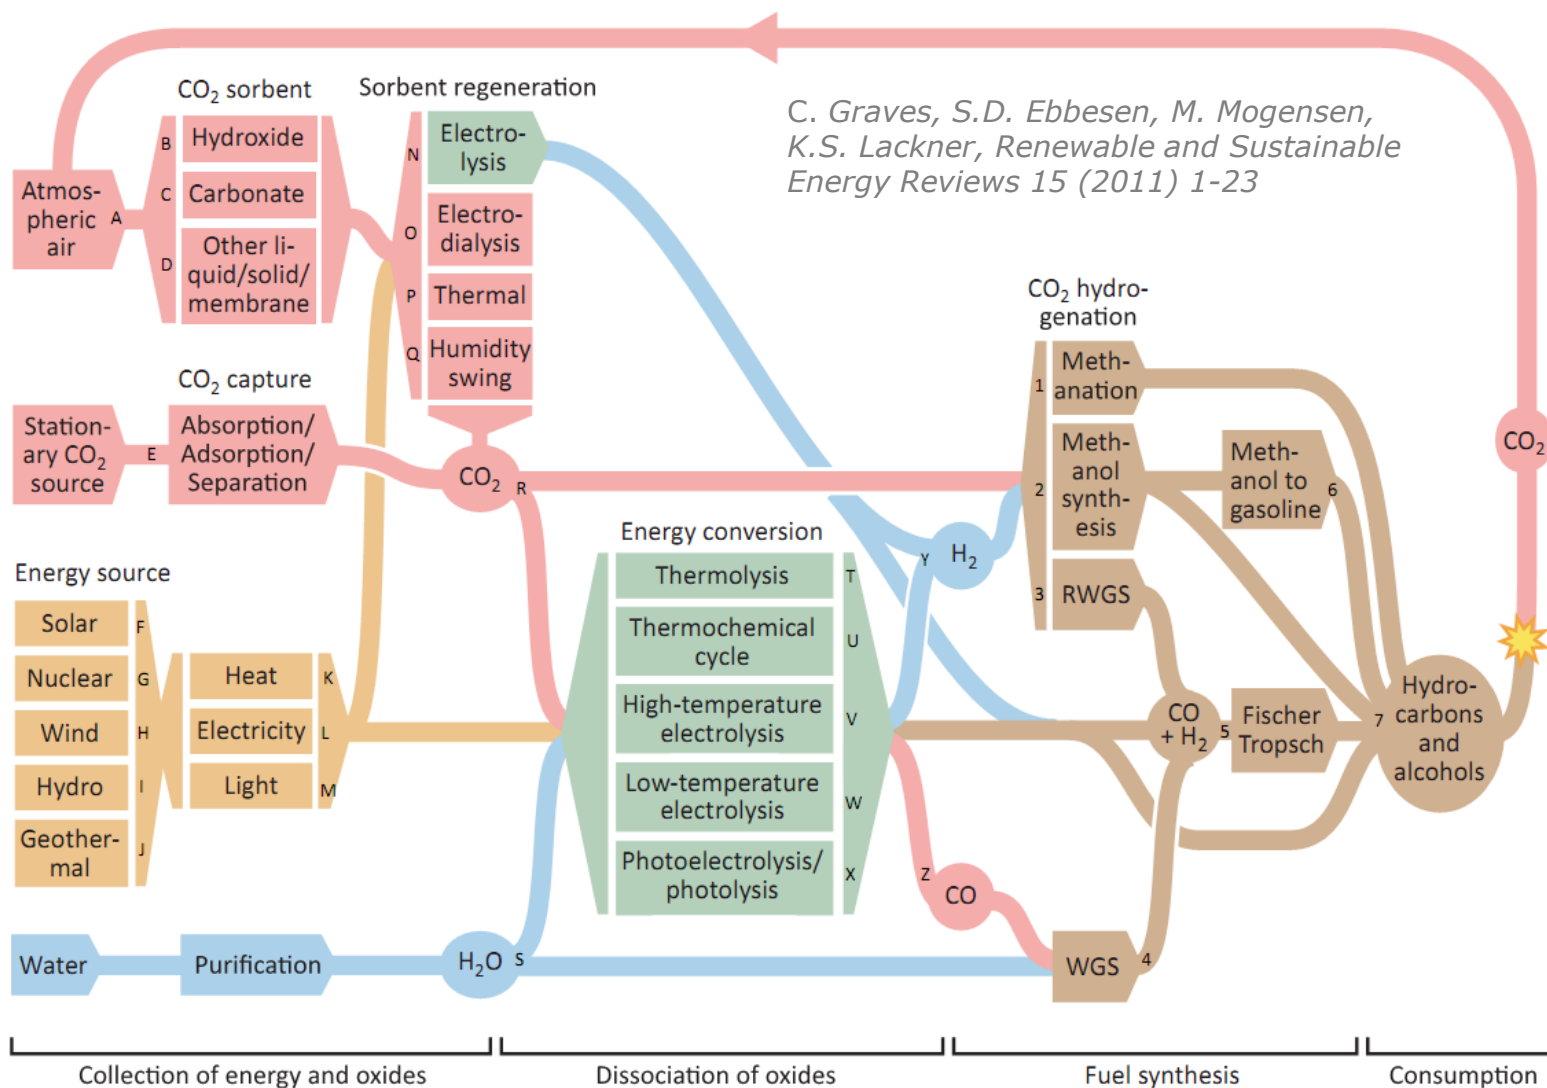 C. Graves, S.D. Ebbesen, M. Mogensen,
K.S. Lackner, Renewable and Sustainable
Energy Reviews 15 (2011) 1-23
Atmos-
pheric
air
A
CO₂ sorbent
B
Hydroxide
C
Carbonate
D
Other li-
quid/solid/
membrane
Sorbent regeneration
N
Electro-
lysis
O
Electro-
dialysis
P
Thermal
Q
Humidity
swing
Station-
ary CO₂
source
E
CO₂ capture
Absorption/
Adsorption/
Separation
CO₂
R
Energy source
Solar
F
Nuclear
G
Wind
H
Hydro
I
Geother-
mal
J
Heat
K
Electricity
L
Light
M
Water
Purification
H₂O
S
Energy conversion
Thermolysis
T
Thermochemical
cycle
U
High-temperature
electrolysis
V
Low-temperature
electrolysis
W
Photoelectrolysis/
photolysis
X
Y
H₂
Z
CO
CO₂ hydro-
genation
1
Meth-
anation
2
Meth-
anol
synth-
esis
3
RWGS
Meth-
anol to
gasoline
6
CO
+ H₂
5
Fischer
Tropsch
WGS
4
7
Hydro-
carbons
and
alcohols
CO₂
Collection of energy and oxides
Dissociation of oxides
Fuel synthesis
Consumption